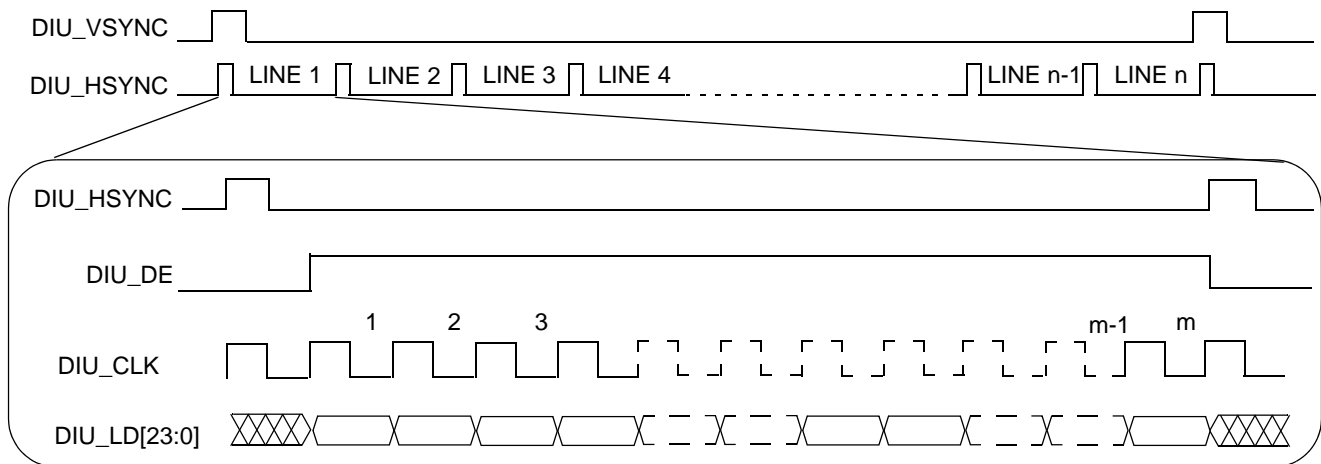 DIU_VSYNC
DIU_HSYNC LINE 1 LINE 2 LINE 3 LINE 4 LINE n-1 LINE n
DIU_HSYNC
DIU_DE
1 2 3 m-1 m
DIU_CLK
DIU_LD[23:0]